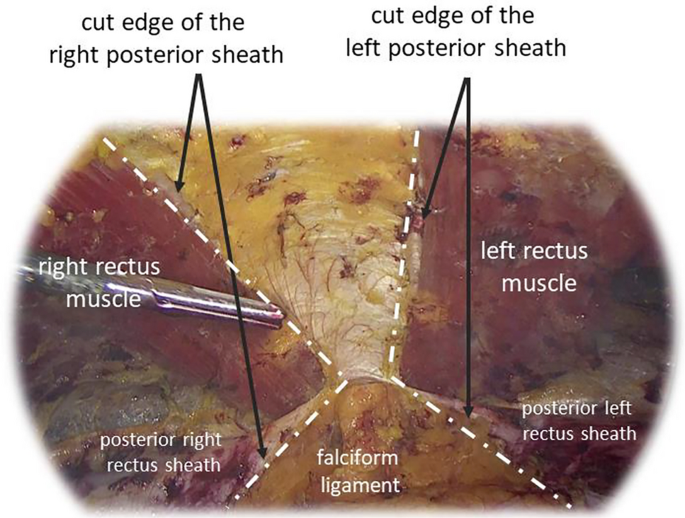 cut edge of the
right posterior sheath
cut edge of the
left posterior sheath
right rectus
muscle
left rectus
muscle
posterior right
rectus sheath
falciform
ligament
posterior left
rectus sheath